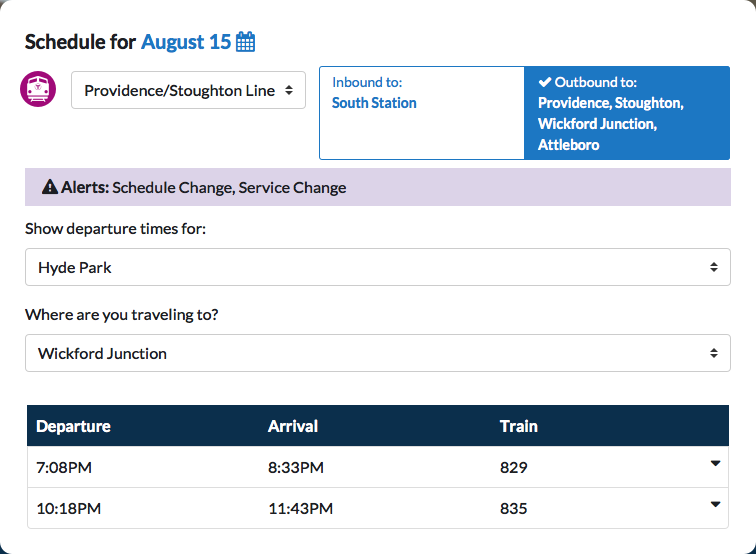 Schedule for August 15
Providence/Stoughton Line
Inbound to:
South Station
Outbound to:
Providence, Stoughton,
Wickford Junction,
Attleboro
Alerts: Schedule Change, Service Change
Show departure times for:
Hyde Park
Where are you traveling to?
Wickford Junction
Departure Arrival Train
7:08PM 8:33PM 829
10:18PM 11:43PM 835